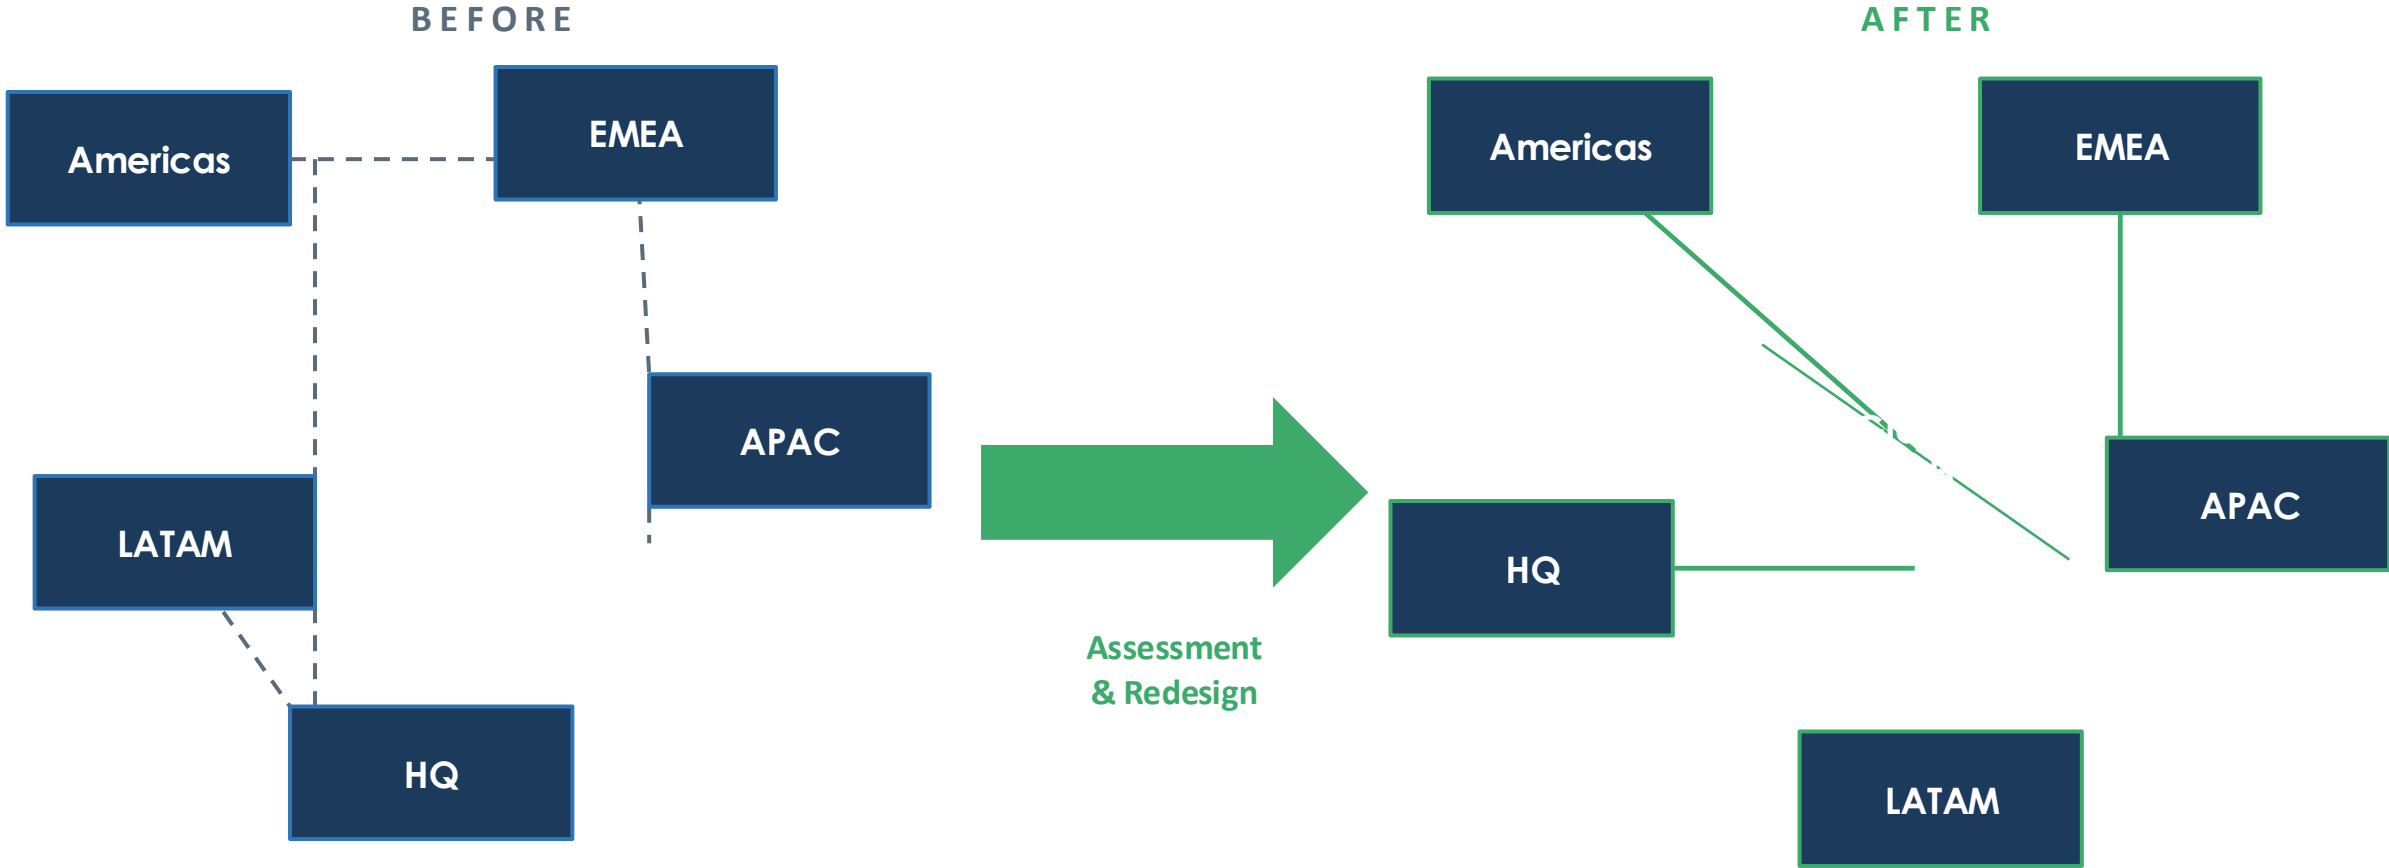 BEFORE
Americas
EMEA
APAC
LATAM
HQ
Assessment
& Redesign
AFTER
Americas
EMEA
HQ
APAC
LATAM